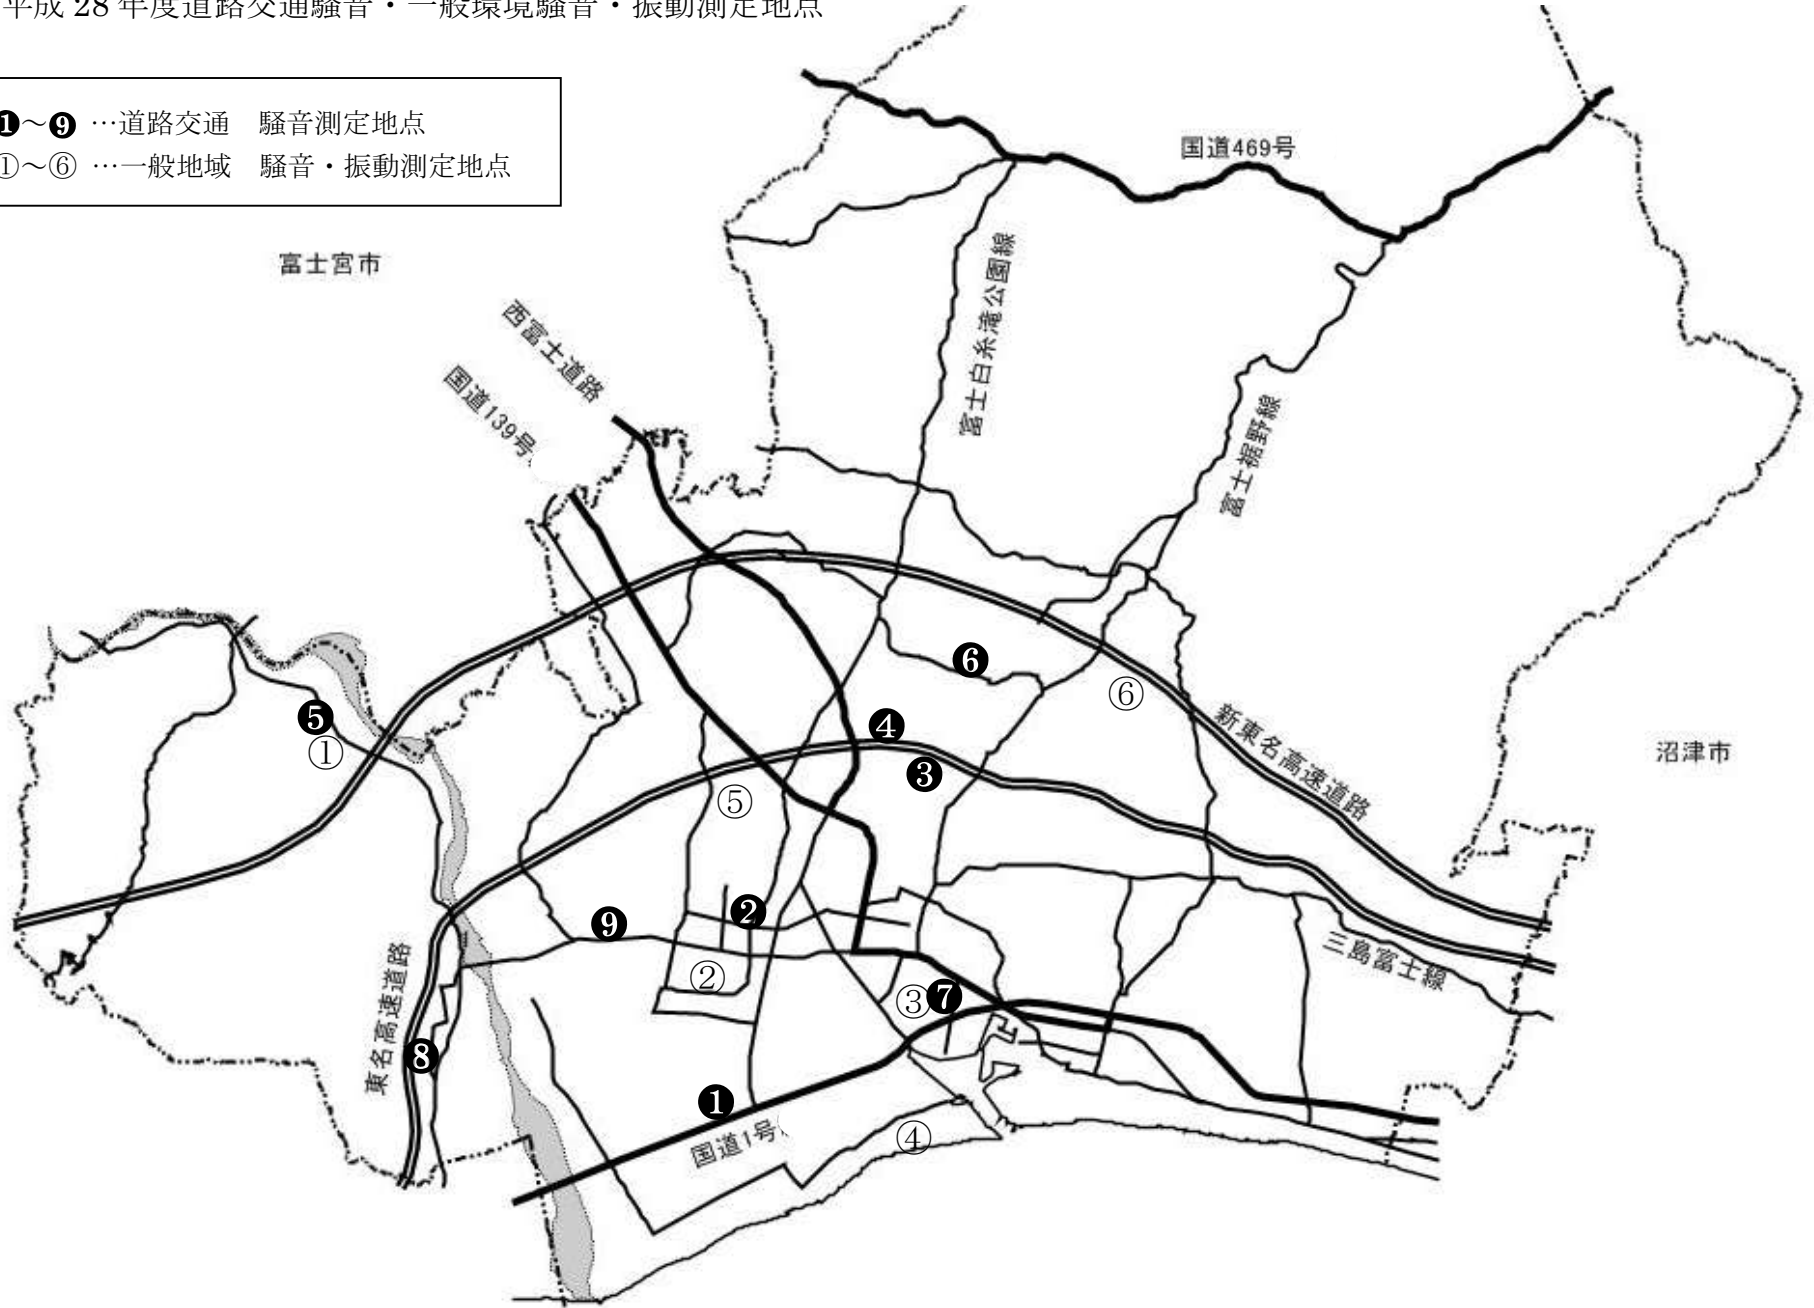 平成 28 年度道路交通騒音・一般環境騒音・振動測定地点
❶～❾ …道路交通　騒音測定地点
①～⑥ …一般地域　騒音・振動測定地点
国道469号
富士宮市
西富士道路
国道139号
富士白糸滝公園線
富士裾野線
❻
⑥
❺
①
❹
❸
新東名高速道路
沼津市
⑤
❾
❷
三島富士線
東名高速道路
②
③
❼
❽
❶
国道1号
④